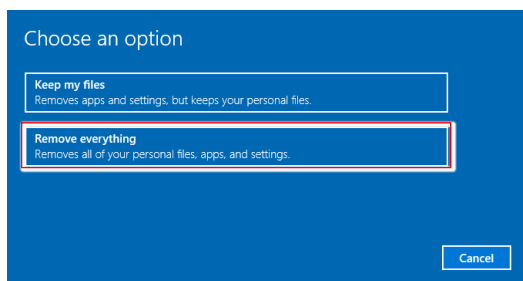 Choose an option
Keep my files
Removes apps and settings, but keeps your personal files.
Remove everything
Removes all of your personal files, apps, and settings.
Cancel